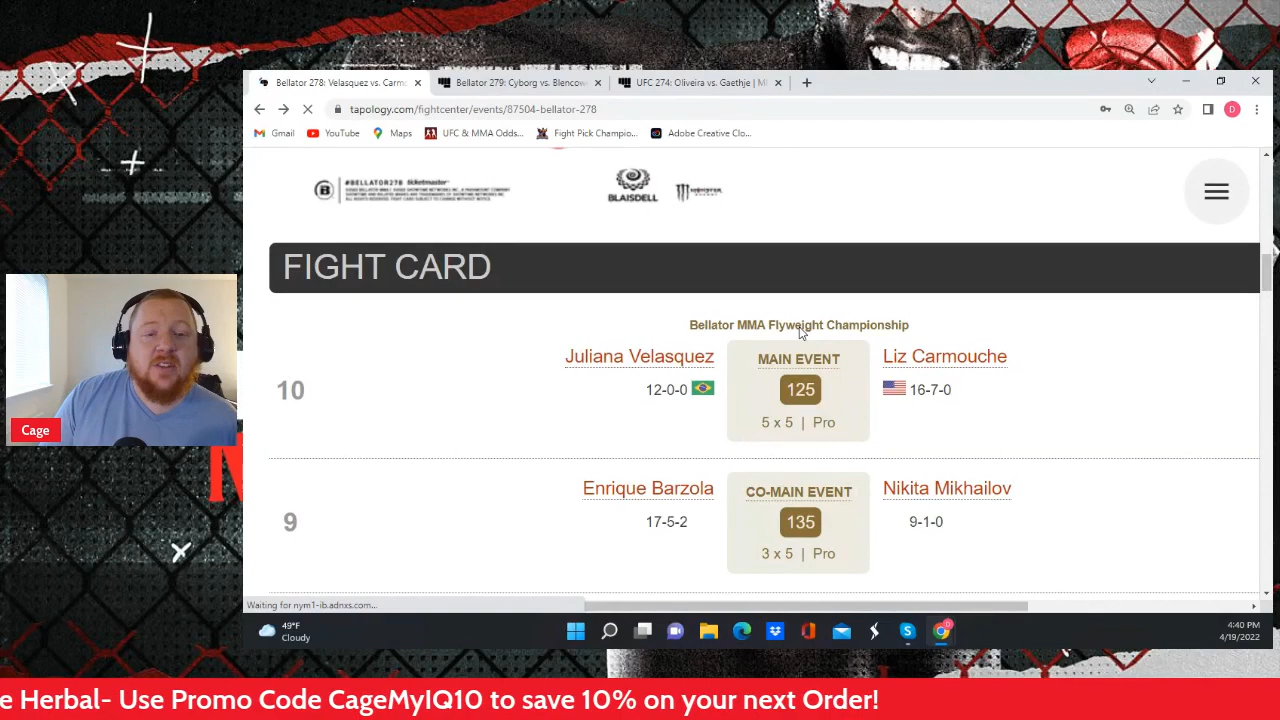 Bellator 278: Velasquez vs. Carmo
Bellator 279: Cyborg vs. Blencow
UFC 274: Oliveira vs. Gaethje | M
tapology.com/fightcenter/events/87504-bellator-278
Gmail
YouTube
Maps
UFC & MMA Odds...
Fight Pick Champio...
Adobe Creative Clo...
#BELLATOR278 ticketmaster
BLAISDELL
MONSTER
FIGHT CARD
Bellator MMA Flyweight Championship
10
Juliana Velasquez
12-0-0
MAIN EVENT
125
5 x 5 | Pro
Liz Carmouche
16-7-0
9
Enrique Barzola
17-5-2
CO-MAIN EVENT
135
3 x 5 | Pro
Nikita Mikhailov
9-1-0
Cage
Waiting for nym1-ib.adnxs.com...
49°F
Cloudy
4:40 PM
4/19/2022
e Herbal- Use Promo Code CageMyIQ10 to save 10% on your next Order!